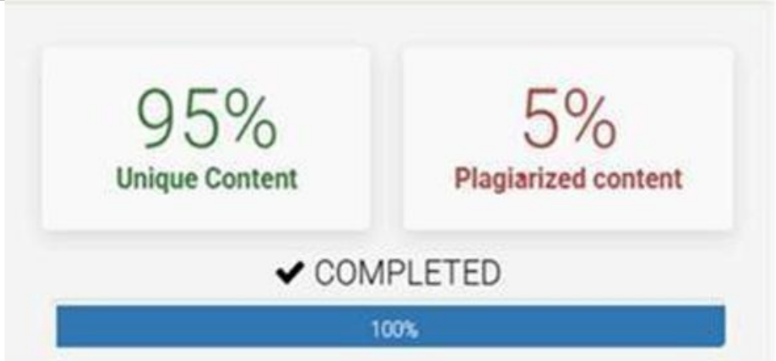 95%
Unique Content
5%
Plagiarized content
✔ COMPLETED
100%